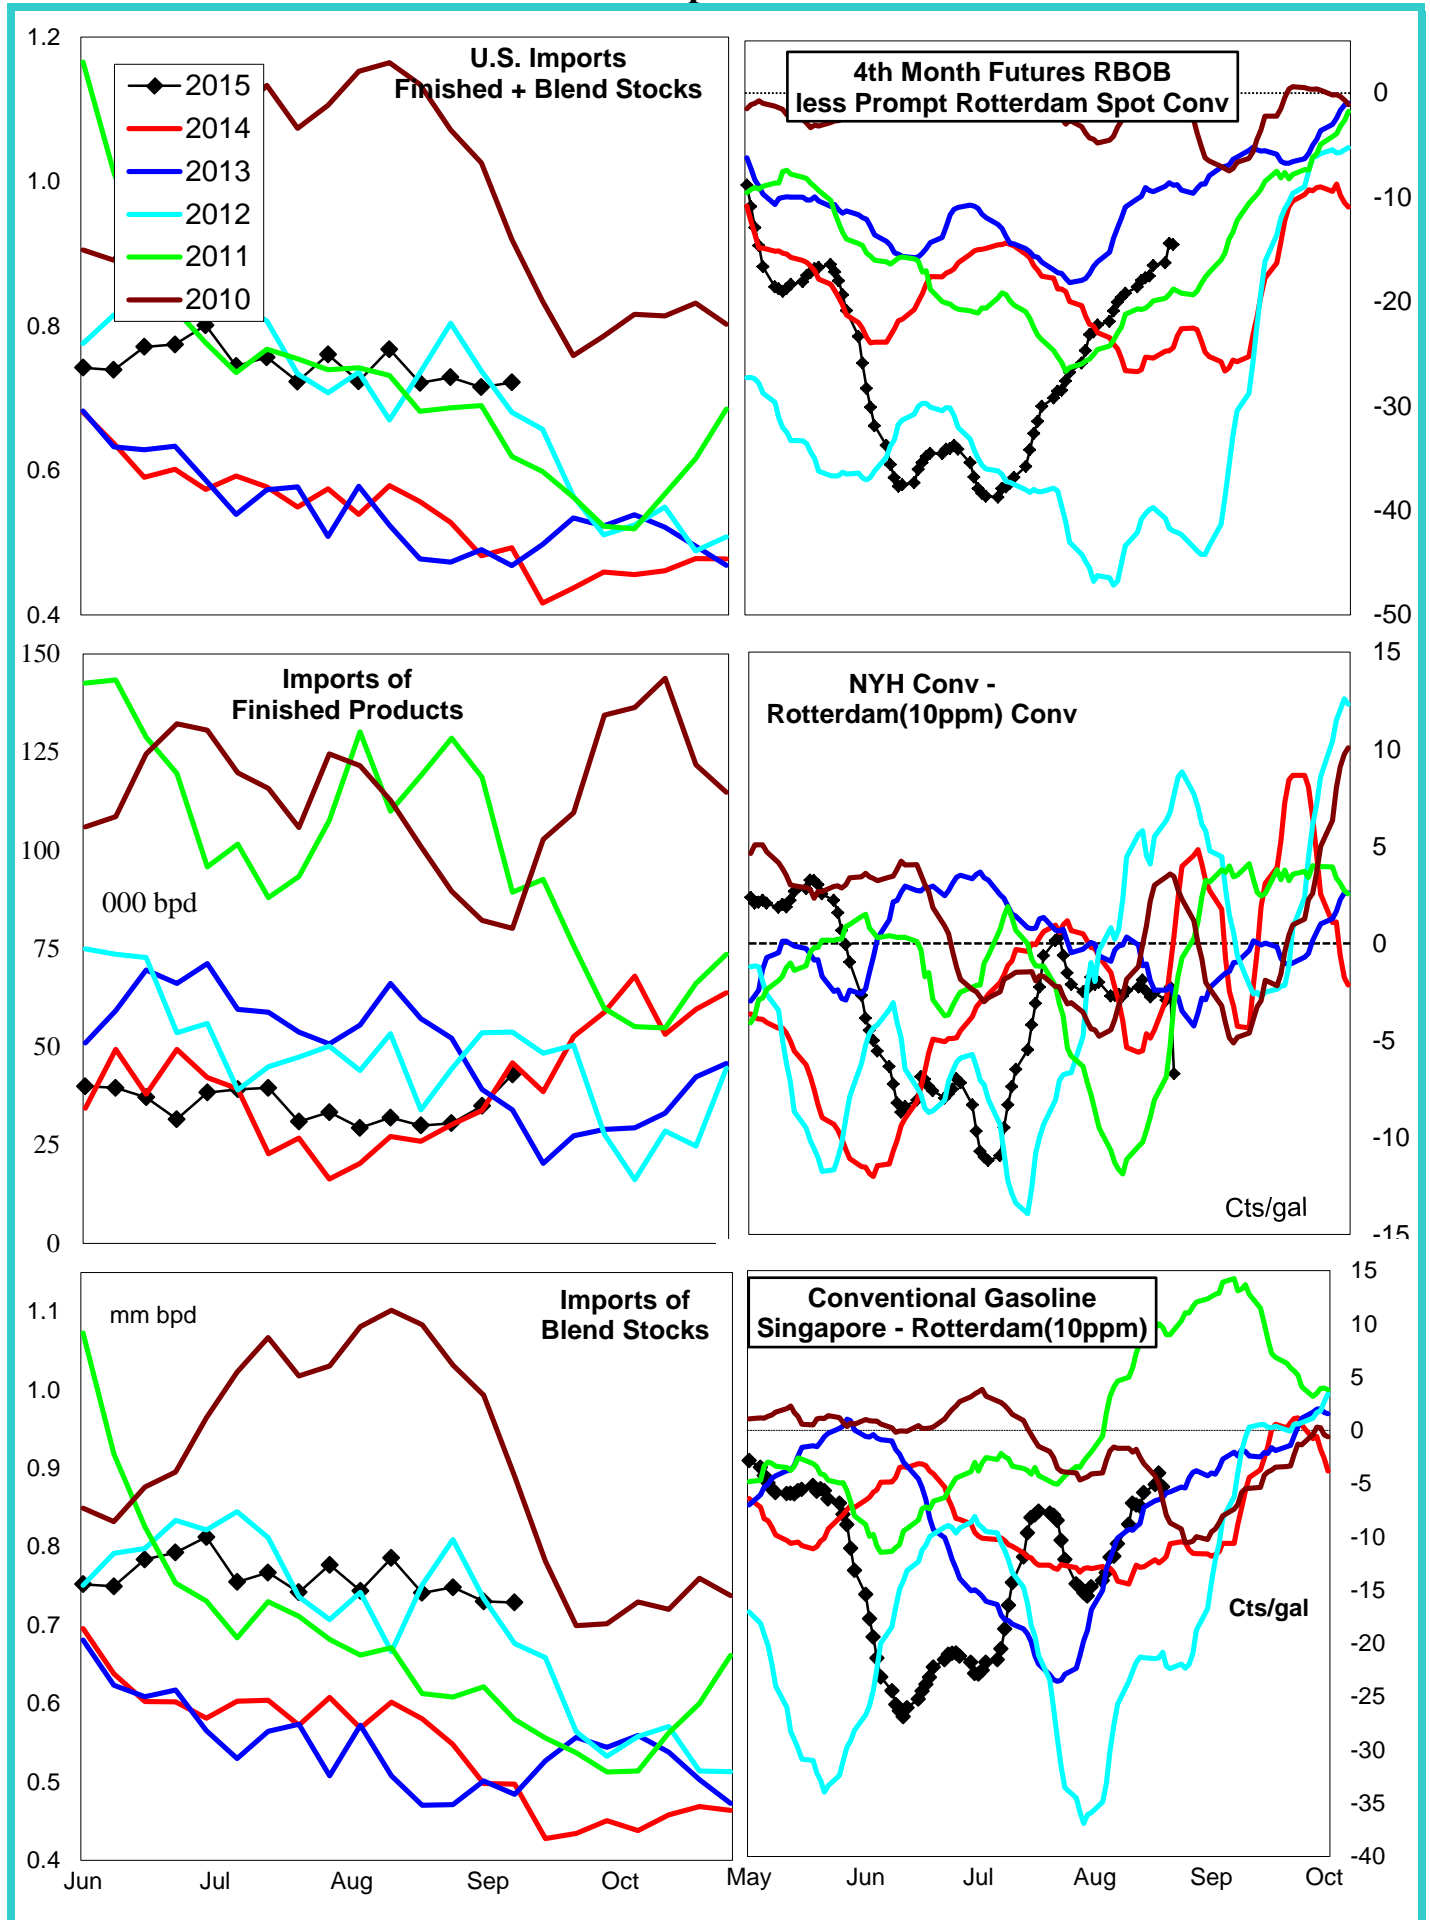 U.S. Imports
Finished + Blend Stocks
1.2
1.0
0.8
0.6
0.4
2015
2014
2013
2012
2011
2010
4th Month Futures RBOB
less Prompt Rotterdam Spot Conv
0
-10
-20
-30
-40
-50
Imports of
Finished Products
150
125
100
75
50
25
0
000 bpd
NYH Conv -
Rotterdam(10ppm) Conv
15
10
5
0
-5
-10
-15
Cts/gal
Imports of
Blend Stocks
mm bpd
1.1
1.0
0.9
0.8
0.7
0.6
0.5
0.4
Jun Jul Aug Sep Oct
Conventional Gasoline
Singapore - Rotterdam(10ppm)
15
10
5
0
-5
-10
-15
-20
-25
-30
-35
-40
Cts/gal
May Jun Jul Aug Sep Oct